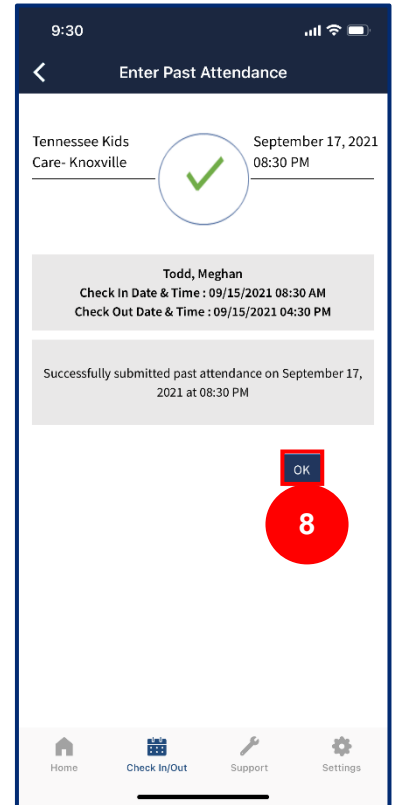 9:30
Enter Past Attendance
Tennessee Kids
Care- Knoxville
September 17, 2021
08:30 PM
Todd, Meghan
Check In Date & Time : 09/15/2021 08:30 AM
Check Out Date & Time : 09/15/2021 04:30 PM
Successfully submitted past attendance on September 17,
2021 at 08:30 PM
OK
8
Home Check In/Out Support Settings